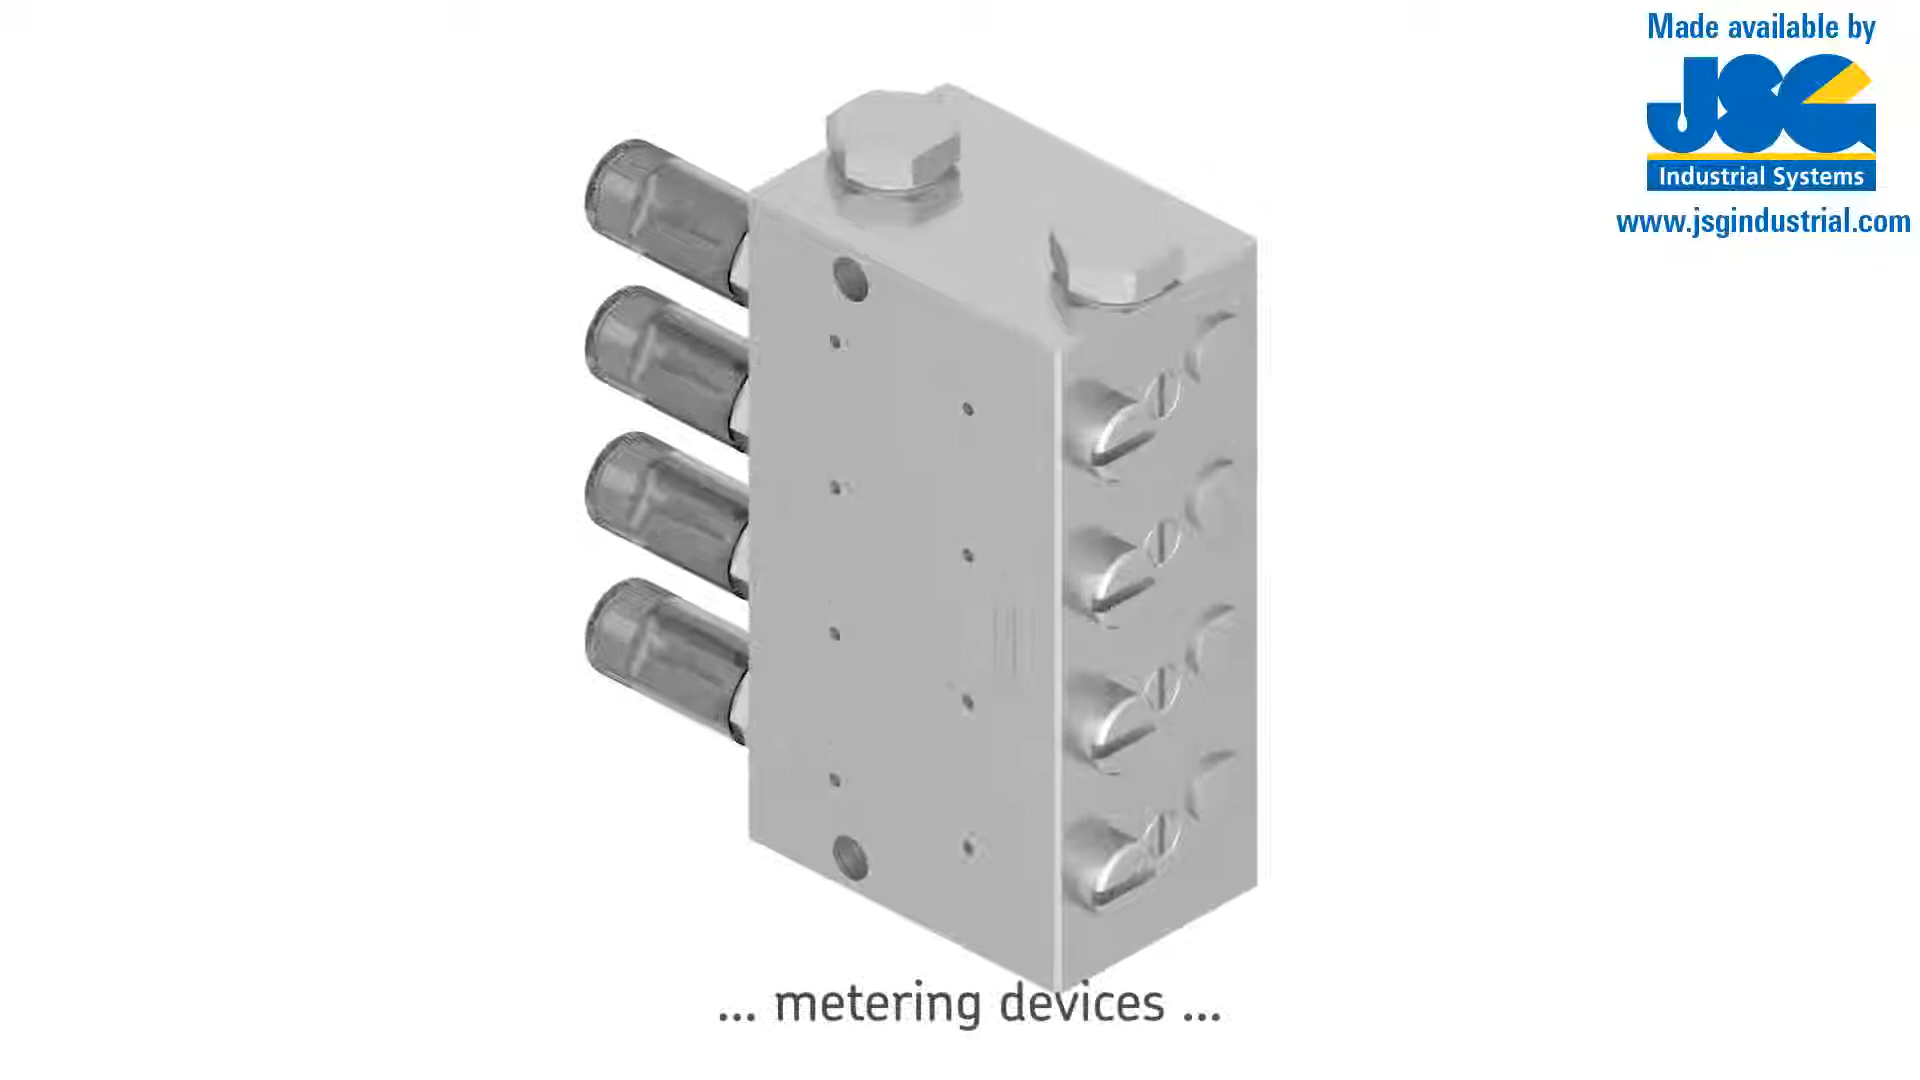 Made available by
JSG
Industrial Systems
www.jsgindustrial.com
... metering devices ...